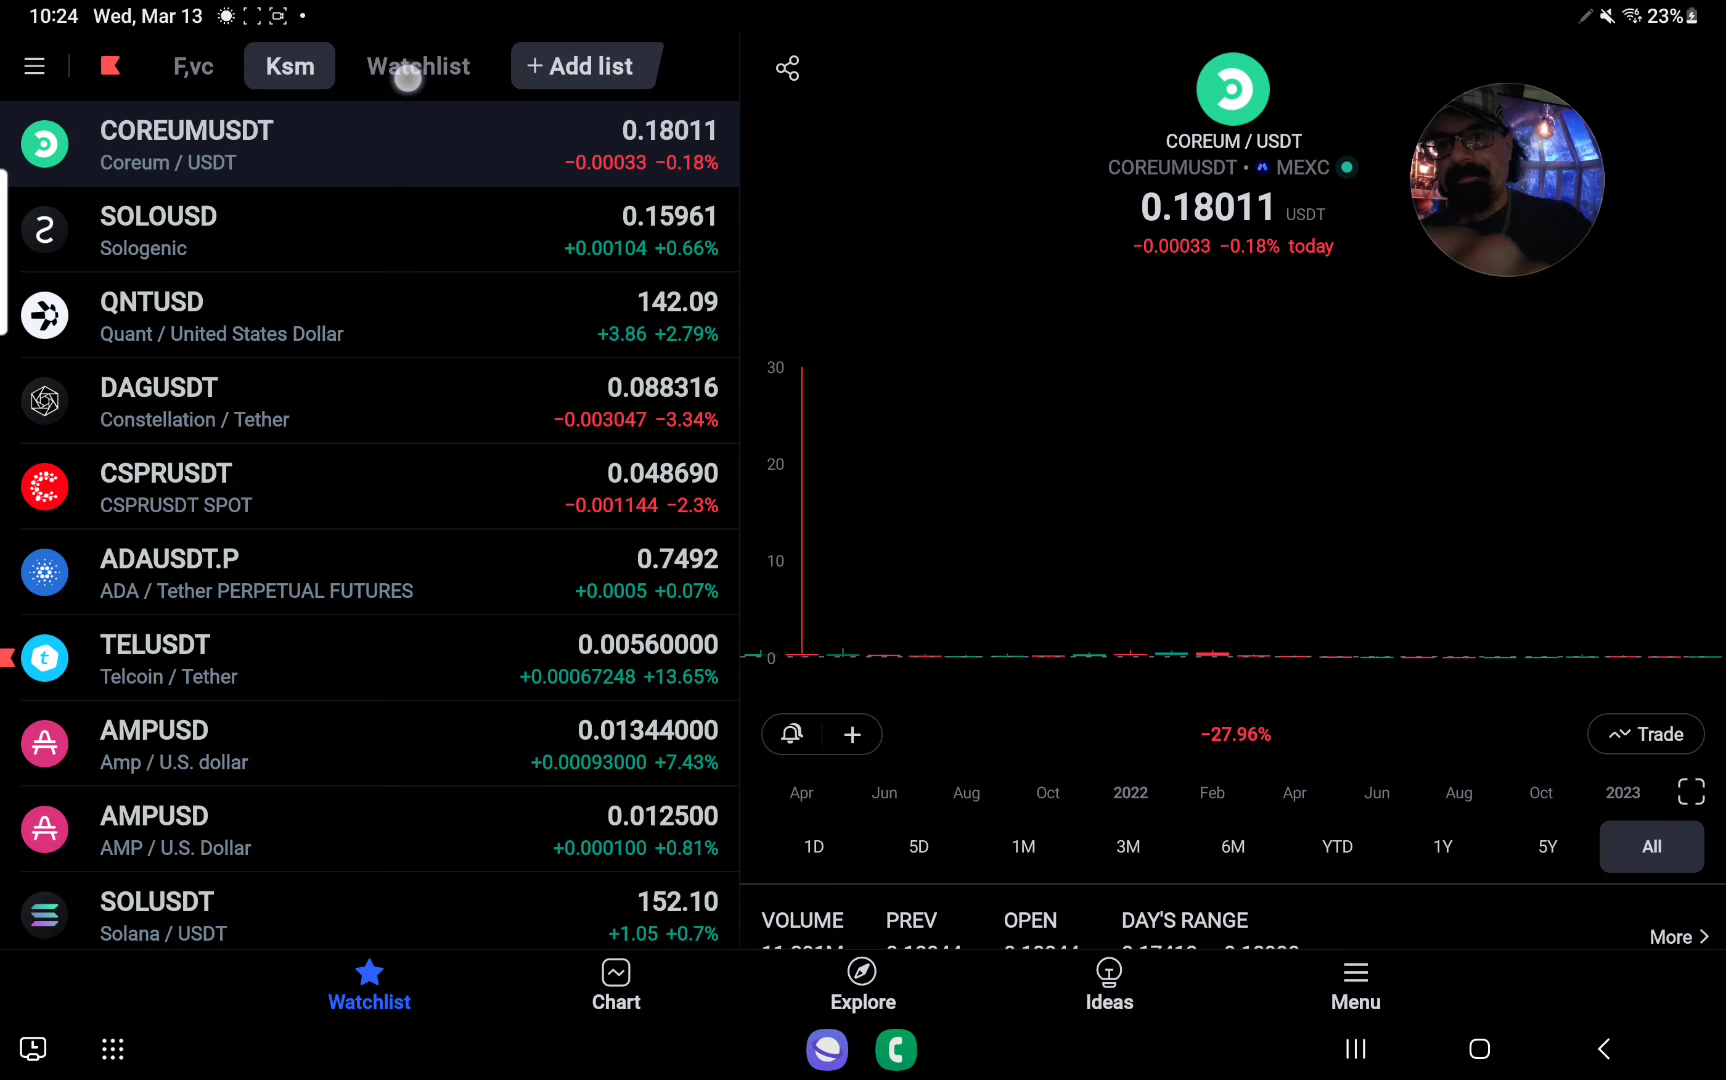 10:24 Wed, Mar 13
23%
F,vc
Ksm
Watchlist
+ Add list
COREUMUSDT 0.18011
Coreum / USDT −0.00033 −0.18%
SOLOUSD 0.15961
Sologenic +0.00104 +0.66%
QNTUSD 142.09
Quant / United States Dollar +3.86 +2.79%
DAGUSDT 0.088316
Constellation / Tether −0.003047 −3.34%
CSPRUSDT 0.048690
CSPRUSDT SPOT −0.001144 −2.3%
ADAUSDT.P 0.7492
ADA / Tether PERPETUAL FUTURES +0.0005 +0.07%
TELUSDT 0.00560000
Telcoin / Tether +0.00067248 +13.65%
AMPUSD 0.01344000
Amp / U.S. dollar +0.00093000 +7.43%
AMPUSD 0.012500
AMP / U.S. Dollar +0.000100 +0.81%
SOLUSDT 152.10
Solana / USDT +1.05 +0.7%
COREUM / USDT
COREUMUSDT • MEXC
0.18011 USDT
−0.00033 −0.18% today
30
20
10
0
−27.96%
Trade
Apr Jun Aug Oct 2022 Feb Apr Jun Aug Oct 2023
1D 5D 1M 3M 6M YTD 1Y 5Y All
VOLUME PREV OPEN DAY'S RANGE
More >
Watchlist Chart Explore Ideas Menu